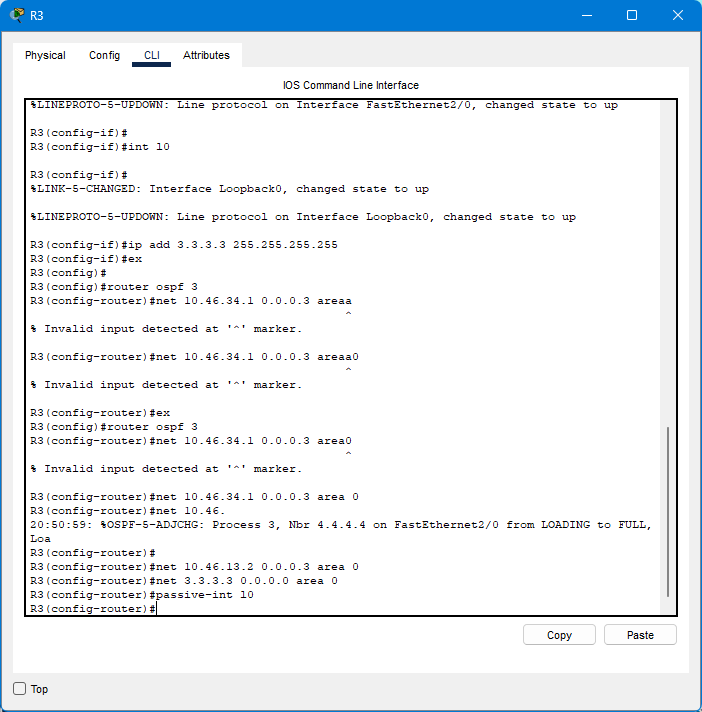 R3
Physical Config CLI Attributes
IOS Command Line Interface
%LINEPROTO-5-UPDOWN: Line protocol on Interface FastEthernet2/0, changed state to up
R3(config-if)#
R3(config-if)#int l0
R3(config-if)#
%LINK-5-CHANGED: Interface Loopback0, changed state to up
%LINEPROTO-5-UPDOWN: Line protocol on Interface Loopback0, changed state to up
R3(config-if)#ip add 3.3.3.3 255.255.255.255
R3(config-if)#ex
R3(config)#
R3(config)#router ospf 3
R3(config-router)#net 10.46.34.1 0.0.0.3 areaa
^
% Invalid input detected at '^' marker.
R3(config-router)#net 10.46.34.1 0.0.0.3 areaa0
^
% Invalid input detected at '^' marker.
R3(config-router)#ex
R3(config)#router ospf 3
R3(config-router)#net 10.46.34.1 0.0.0.3 area0
^
% Invalid input detected at '^' marker.
R3(config-router)#net 10.46.34.1 0.0.0.3 area 0
R3(config-router)#net 10.46.
20:50:59: %OSPF-5-ADJCHG: Process 3, Nbr 4.4.4.4 on FastEthernet2/0 from LOADING to FULL,
Loa
R3(config-router)#
R3(config-router)#net 10.46.13.2 0.0.0.3 area 0
R3(config-router)#net 3.3.3.3 0.0.0.0 area 0
R3(config-router)#passive-int l0
R3(config-router)#
Copy Paste
Top